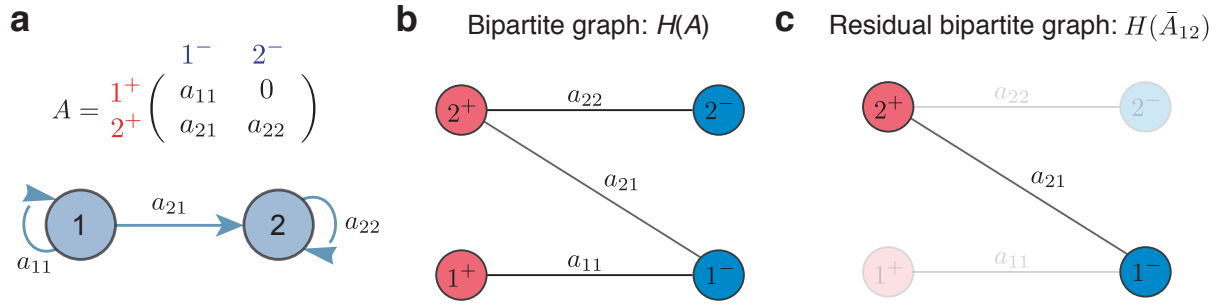 a
1⁻ 2⁻
A = 1⁺ ( a₁₁ 0 )
2⁺ ( a₂₁ a₂₂ )
1
2
a₂₁
a₁₁
a₂₂
b Bipartite graph: H(A)
2⁺
a₂₂
2⁻
a₂₁
1⁺
a₁₁
1⁻
c Residual bipartite graph: H(Ā₁₂)
2⁺
a₂₂
2⁻
a₂₁
1⁺
a₁₁
1⁻